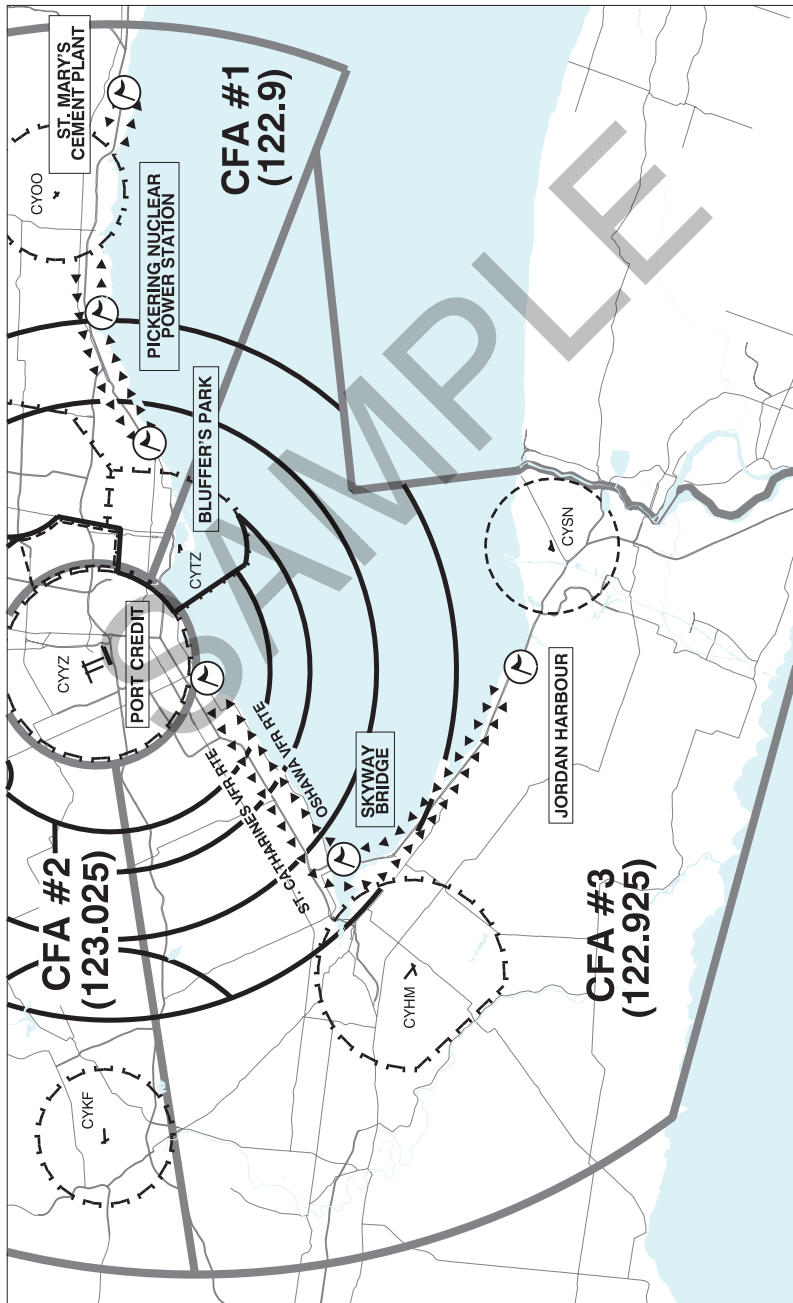 CFA #2
(123.025)
CYKF
CYYZ
PORT CREDIT
CYTZ
BLUFFER'S PARK
PICKERING NUCLEAR
POWER STATION
CYOO
ST. MARY'S
CEMENT PLANT
CFA #1
(122.9)
ST. CATHARINES VFR RTE
OSHAWA VFR RTE
SKYWAY
BRIDGE
CYHM
JORDAN HARBOUR
CYSN
CFA #3
(122.925)
SAMPLE